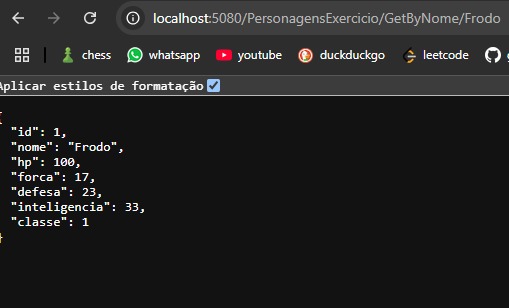 localhost:5080/PersonagensExercicio/GetByNome/Frodo
chess whatsapp youtube duckduckgo leetcode
Aplicar estilos de formatação
{
"id": 1,
"nome": "Frodo",
"hp": 100,
"forca": 17,
"defesa": 23,
"inteligencia": 33,
"classe": 1
}